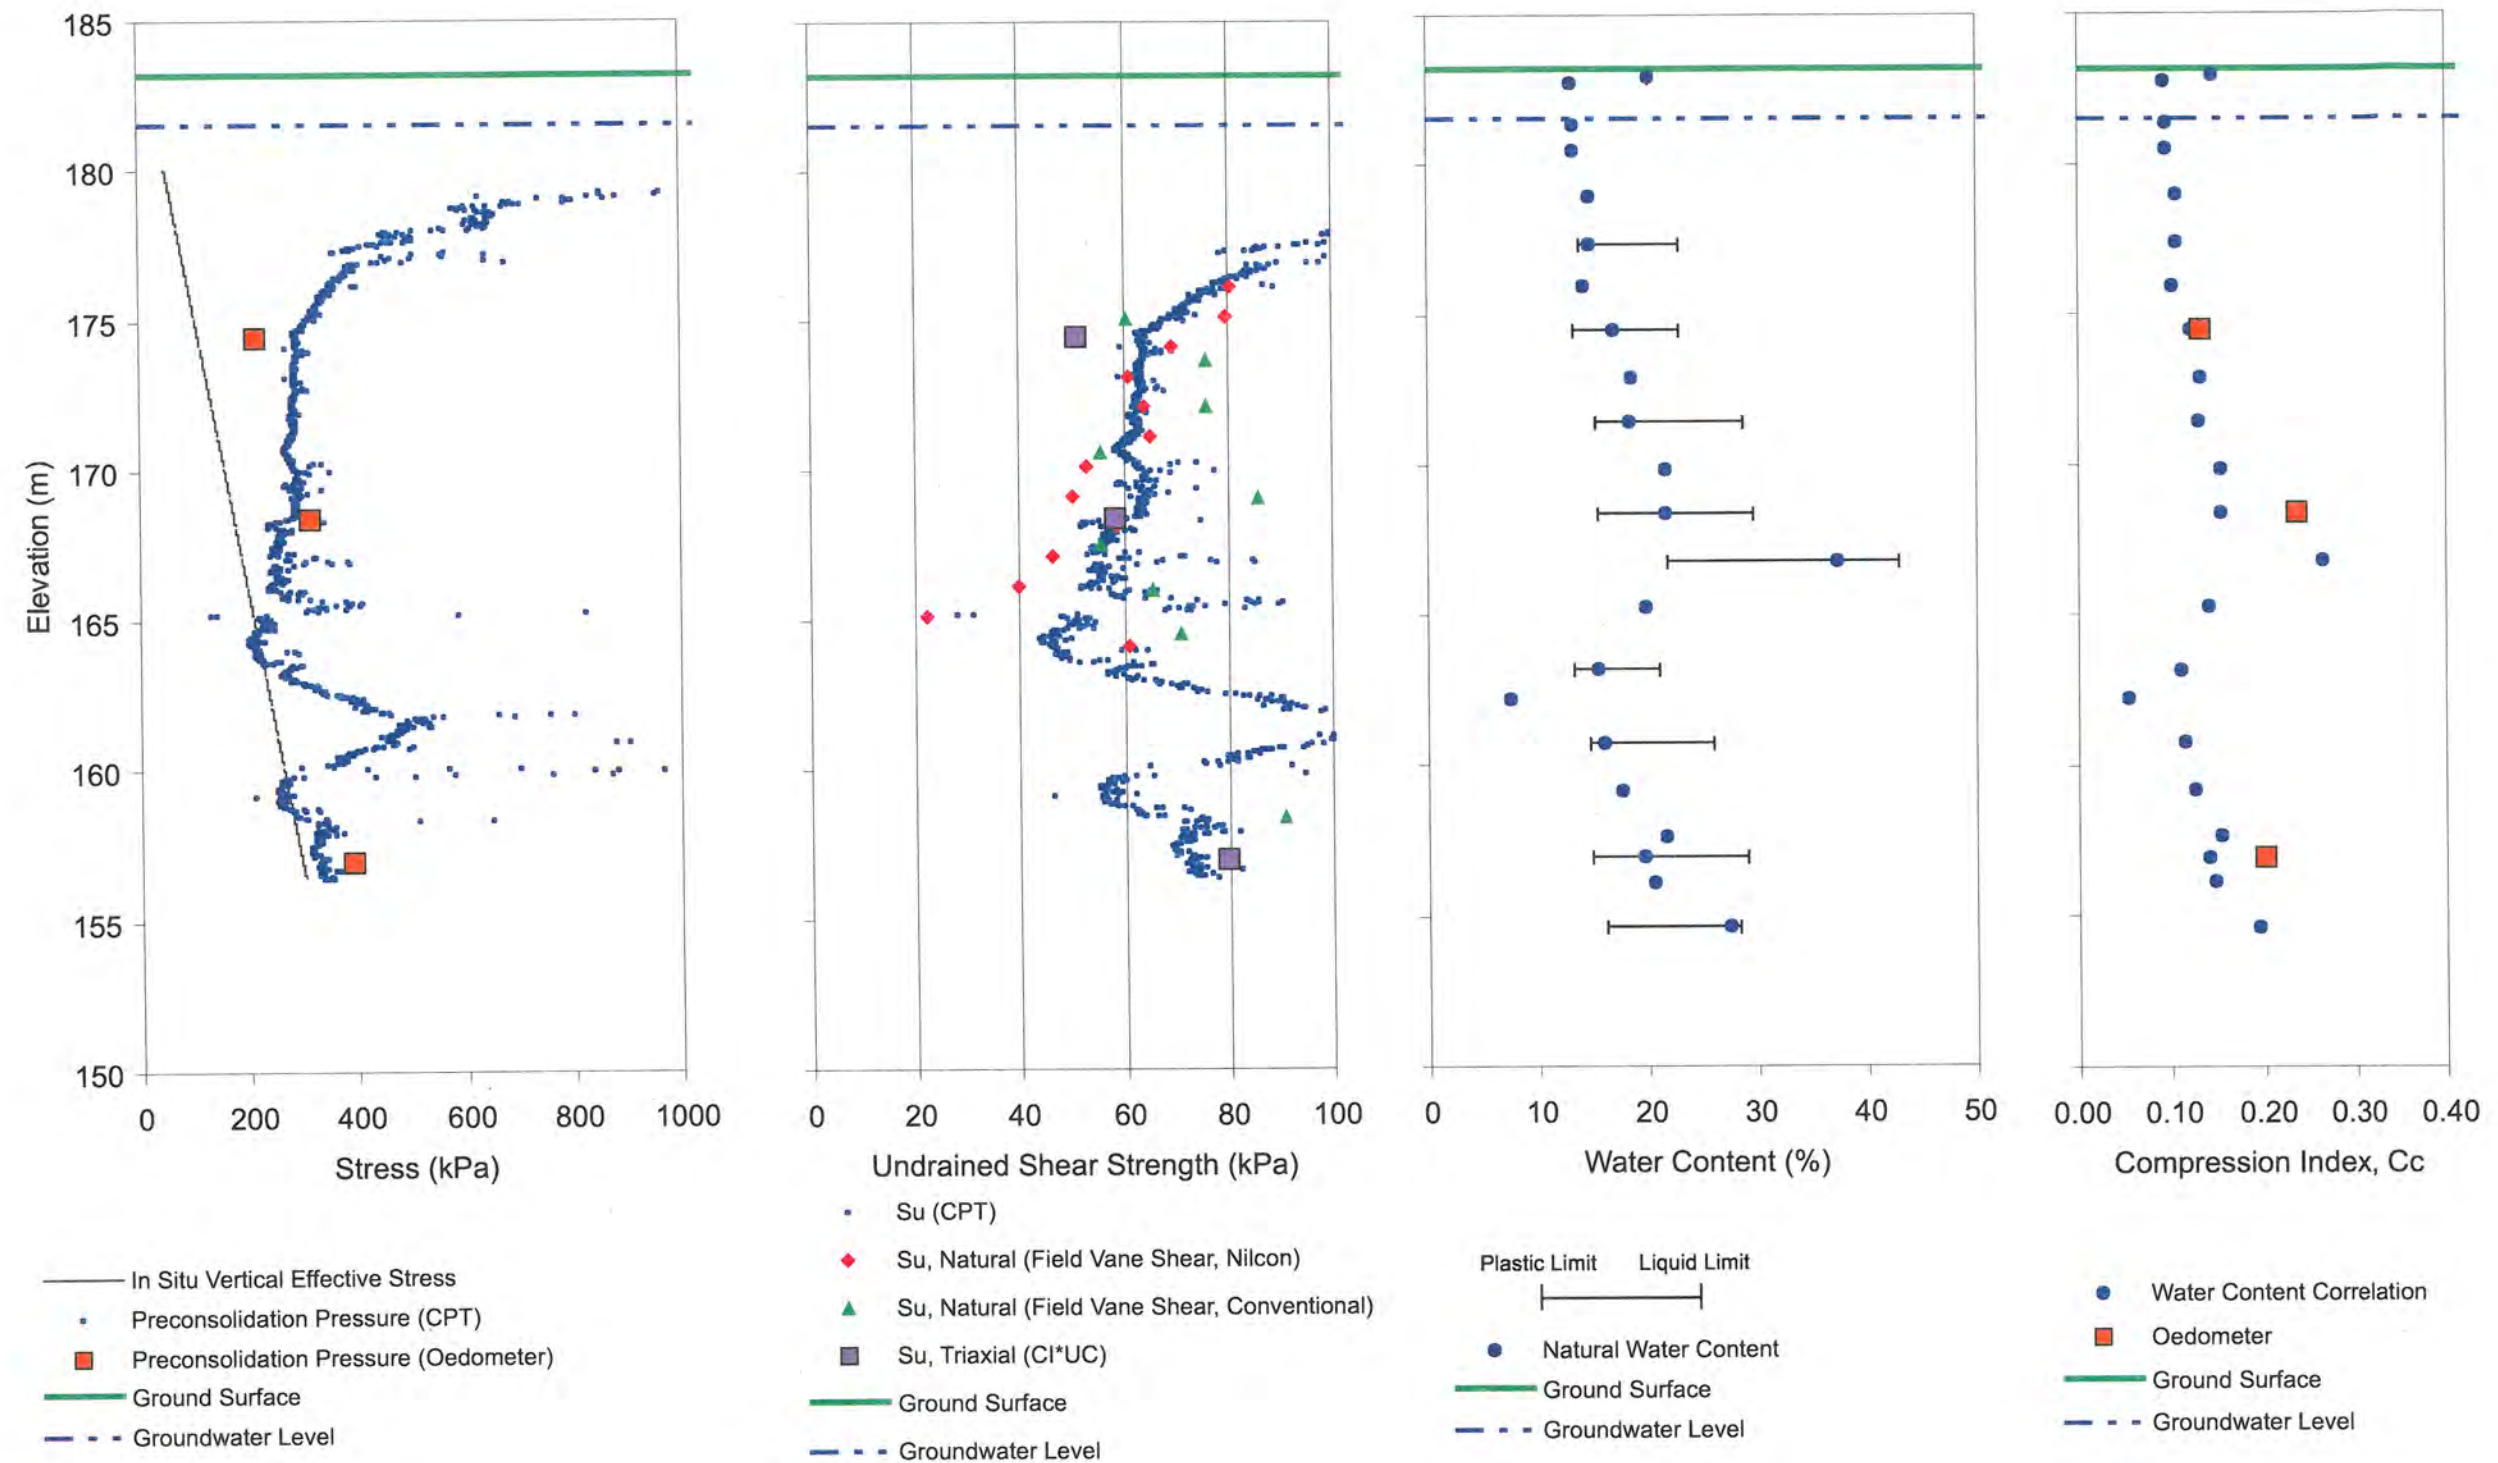 185
180
175
170
165
160
155
150
Elevation (m)
0 200 400 600 800 1000
Stress (kPa)
In Situ Vertical Effective Stress
Preconsolidation Pressure (CPT)
Preconsolidation Pressure (Oedometer)
Ground Surface
Groundwater Level
0 20 40 60 80 100
Undrained Shear Strength (kPa)
Su (CPT)
Su, Natural (Field Vane Shear, Nilcon)
Su, Natural (Field Vane Shear, Conventional)
Su, Triaxial (CI*UC)
Ground Surface
Groundwater Level
0 10 20 30 40 50
Water Content (%)
Plastic Limit Liquid Limit
Natural Water Content
Ground Surface
Groundwater Level
0.00 0.10 0.20 0.30 0.40
Compression Index, Cc
Water Content Correlation
Oedometer
Ground Surface
Groundwater Level